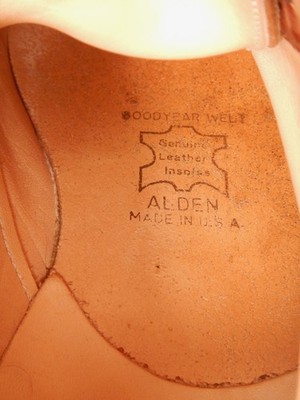 GOODYEAR WELT
Genuine
Leather
Insoles
ALDEN
MADE IN U.S.A.